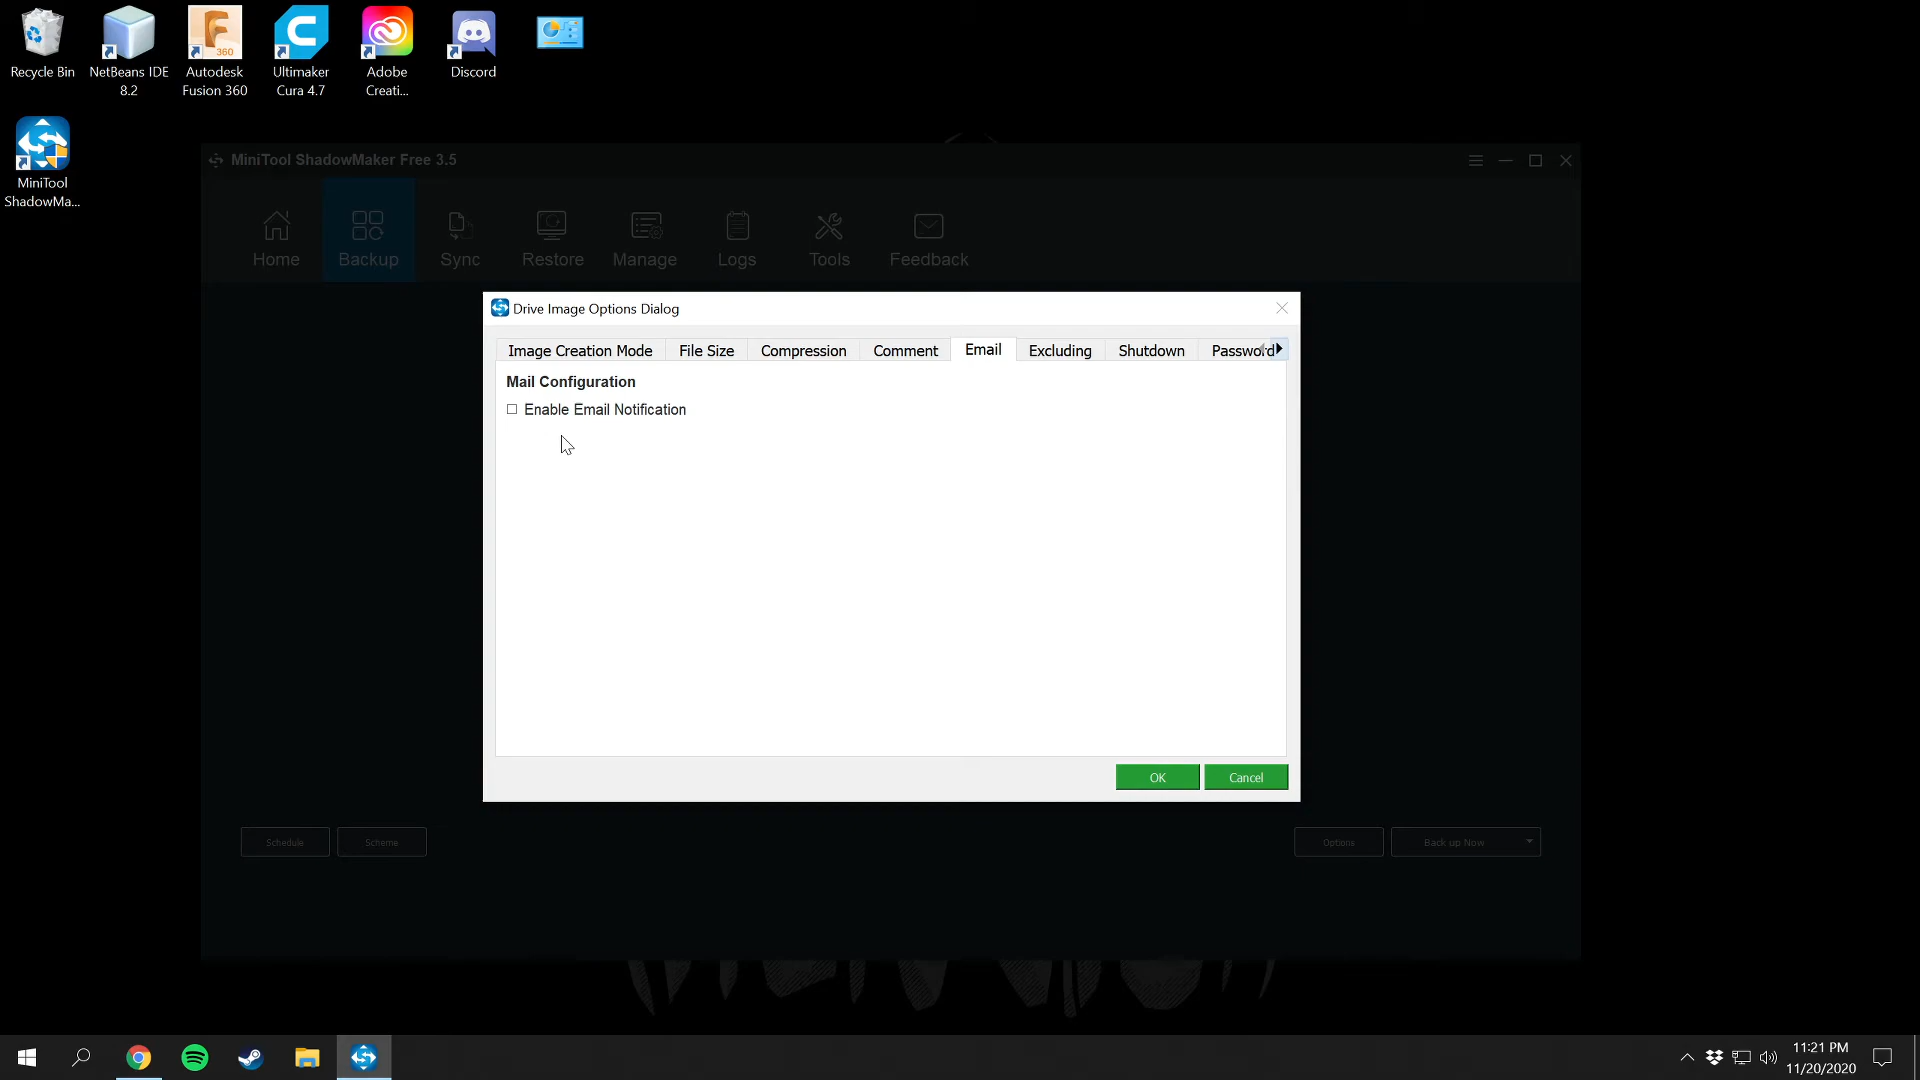 Recycle Bin
NetBeans IDE
8.2
Autodesk
Fusion 360
Ultimaker
Cura 4.7
Adobe
Creati...
Discord
360
MiniTool
ShadowMa...
MiniTool ShadowMaker Free 3.5
Home
Backup
Sync
Restore
Manage
Logs
Tools
Feedback
Drive Image Options Dialog
Image Creation Mode
File Size
Compression
Comment
Email
Excluding
Shutdown
Password
Mail Configuration
Enable Email Notification
OK
Cancel
Schedule
Scheme
Options
Back up Now
11:21 PM
11/20/2020